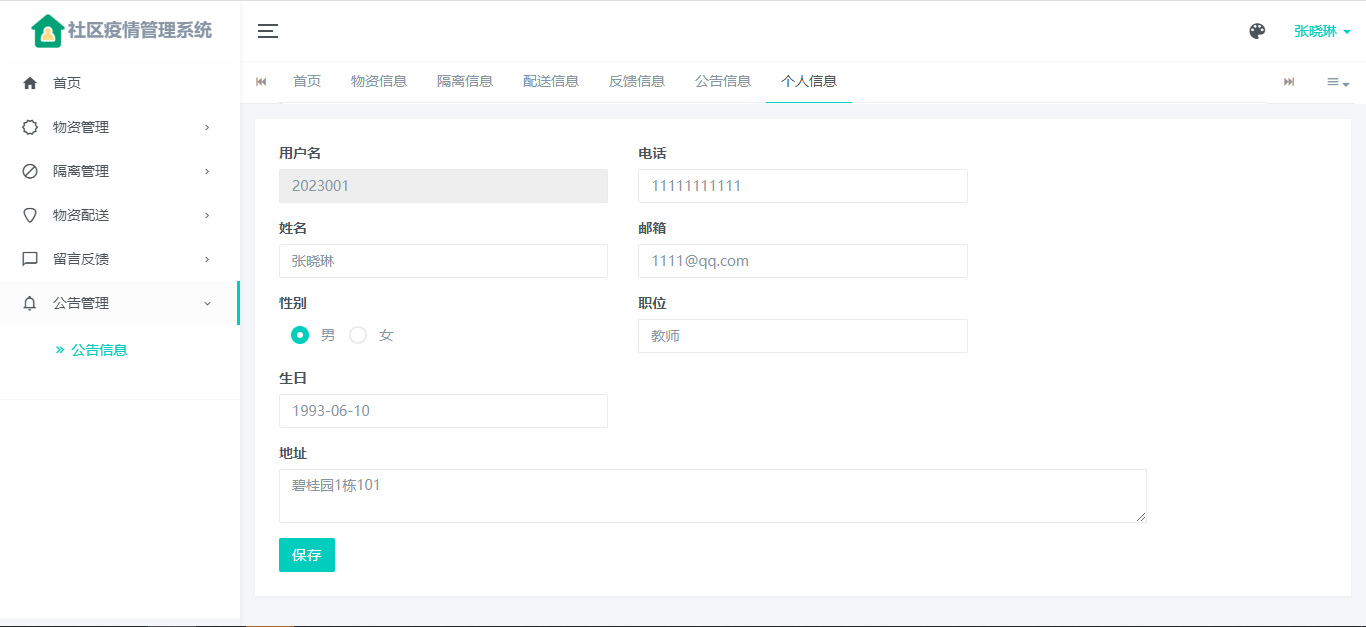 社区疫情管理系统
张晓琳
首页
物资管理
隔离管理
物资配送
留言反馈
公告管理
» 公告信息
首页 物资信息 隔离信息 配送信息 反馈信息 公告信息 个人信息
用户名 电话
2023001 11111111111
姓名 邮箱
张晓琳 1111@qq.com
性别 职位
男 女 教师
生日
1993-06-10
地址
碧桂园1栋101
保存